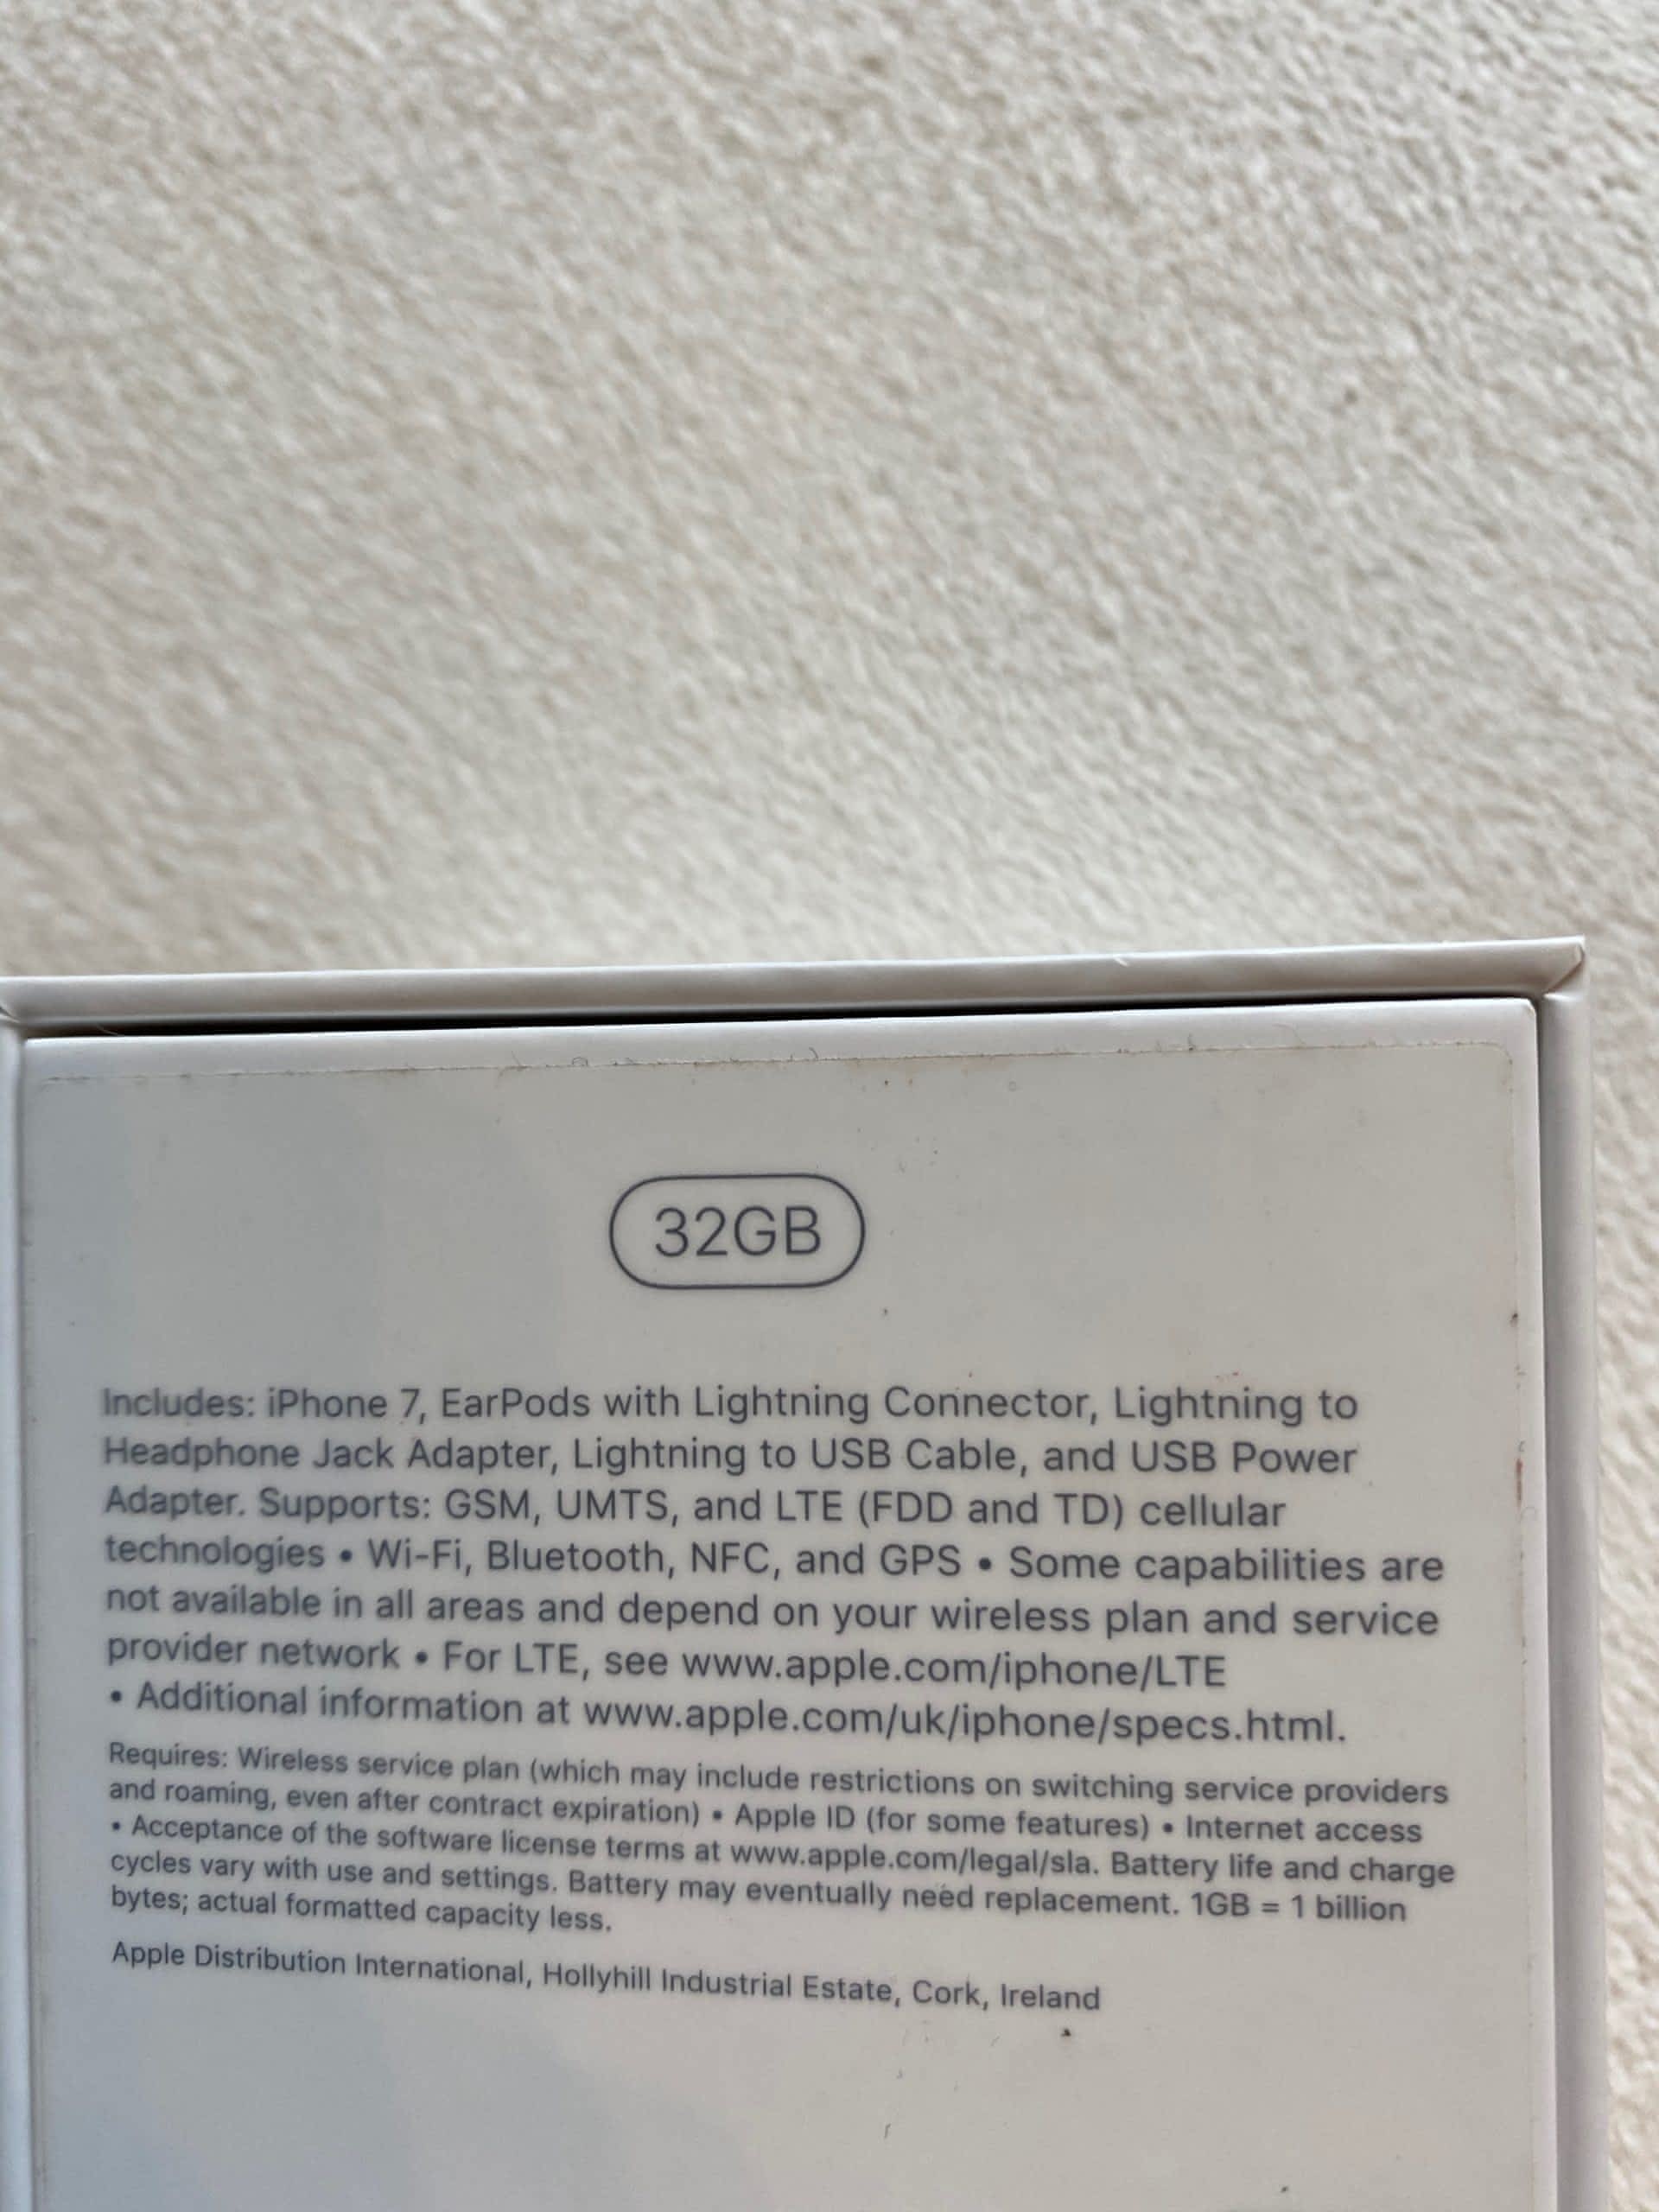 32GB
Includes: iPhone 7, EarPods with Lightning Connector, Lightning to
Headphone Jack Adapter, Lightning to USB Cable, and USB Power
Adapter. Supports: GSM, UMTS, and LTE (FDD and TD) cellular
technologies • Wi-Fi, Bluetooth, NFC, and GPS • Some capabilities are
not available in all areas and depend on your wireless plan and service
provider network • For LTE, see www.apple.com/iphone/LTE
• Additional information at www.apple.com/uk/iphone/specs.html.
Requires: Wireless service plan (which may include restrictions on switching service providers
and roaming, even after contract expiration) • Apple ID (for some features) • Internet access
• Acceptance of the software license terms at www.apple.com/legal/sla. Battery life and charge
cycles vary with use and settings. Battery may eventually need replacement. 1GB = 1 billion
bytes; actual formatted capacity less.
Apple Distribution International, Hollyhill Industrial Estate, Cork, Ireland